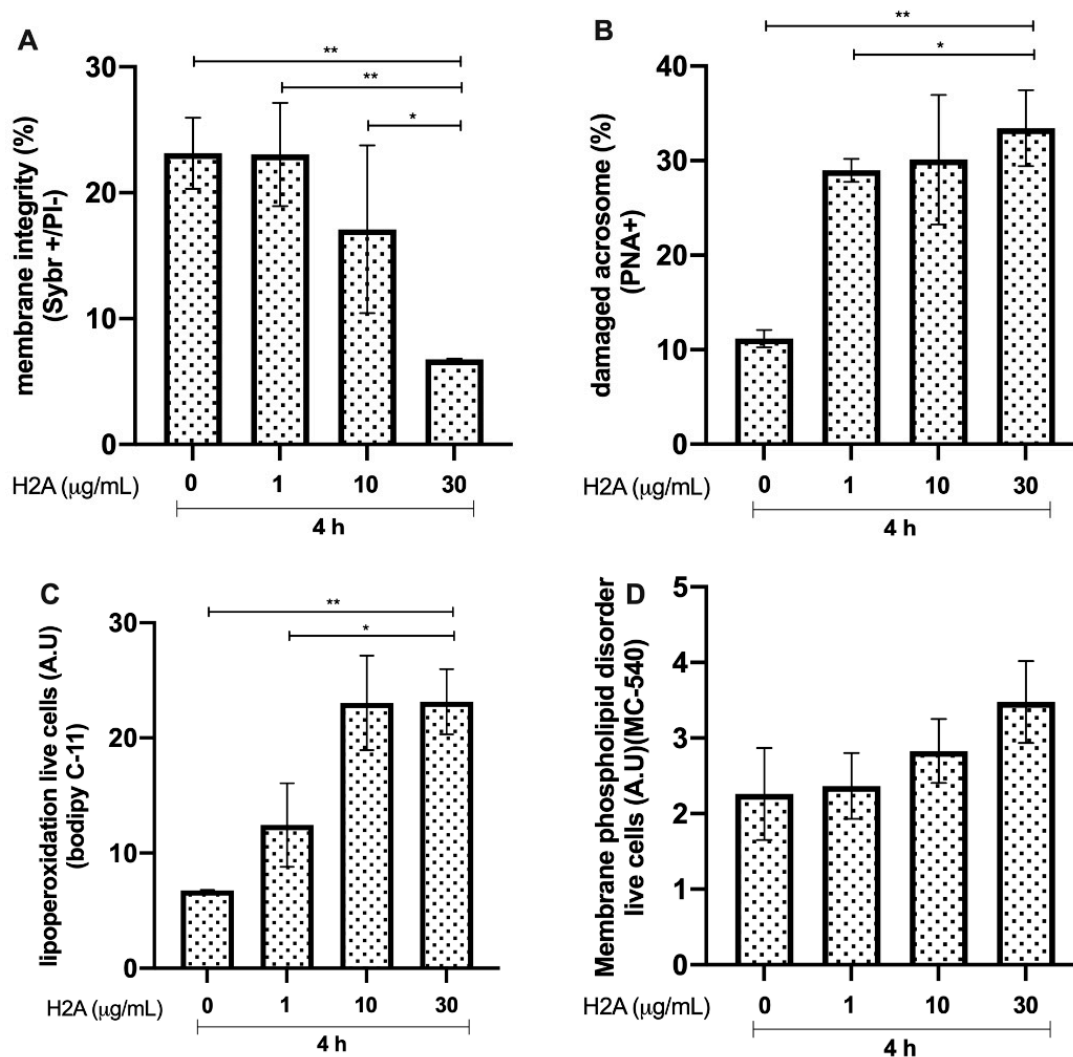 A
**
**
*
30
20
10
0
membrane integrity (%)
(Sybr +/PI-)
H2A (μg/mL)
0 1 10 30
4 h
B
**
*
40
30
20
10
0
damaged acrosome (%)
(PNA+)
H2A (μg/mL)
0 1 10 30
4 h
C
**
*
30
20
10
0
lipoperoxidation live cells (A.U)
(bodipy C-11)
H2A (μg/mL)
0 1 10 30
4 h
D
5
4
3
2
1
0
Membrane phospholipid disorder
live cells (A.U)(MC-540)
H2A (μg/mL)
0 1 10 30
4 h